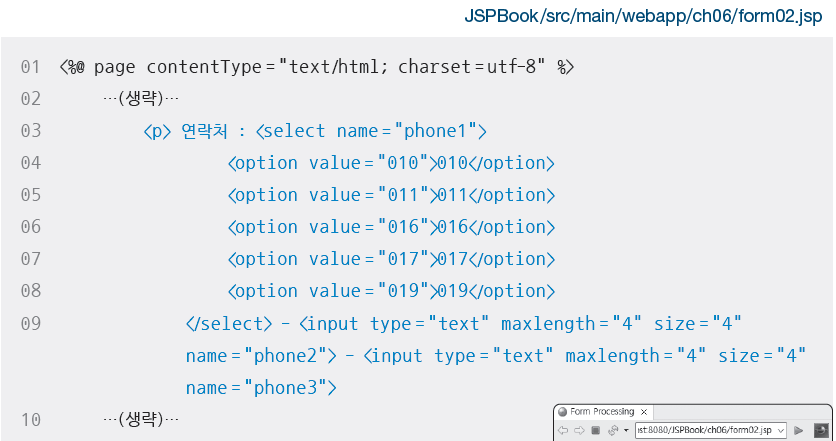 JSPBook/src/main/webapp/ch06/form02.jsp
01 <%@ page contentType="text/html; charset=utf-8" %>
02 …(생략)…
03 <p> 연락처 : <select name="phone1">
04 <option value="010">010</option>
05 <option value="011">011</option>
06 <option value="016">016</option>
07 <option value="017">017</option>
08 <option value="019">019</option>
09 </select> - <input type="text" maxlength="4" size="4"
name="phone2"> - <input type="text" maxlength="4" size="4"
name="phone3">
10 …(생략)…
Form Processing
ost:8080/JSPBook/ch06/form02.jsp